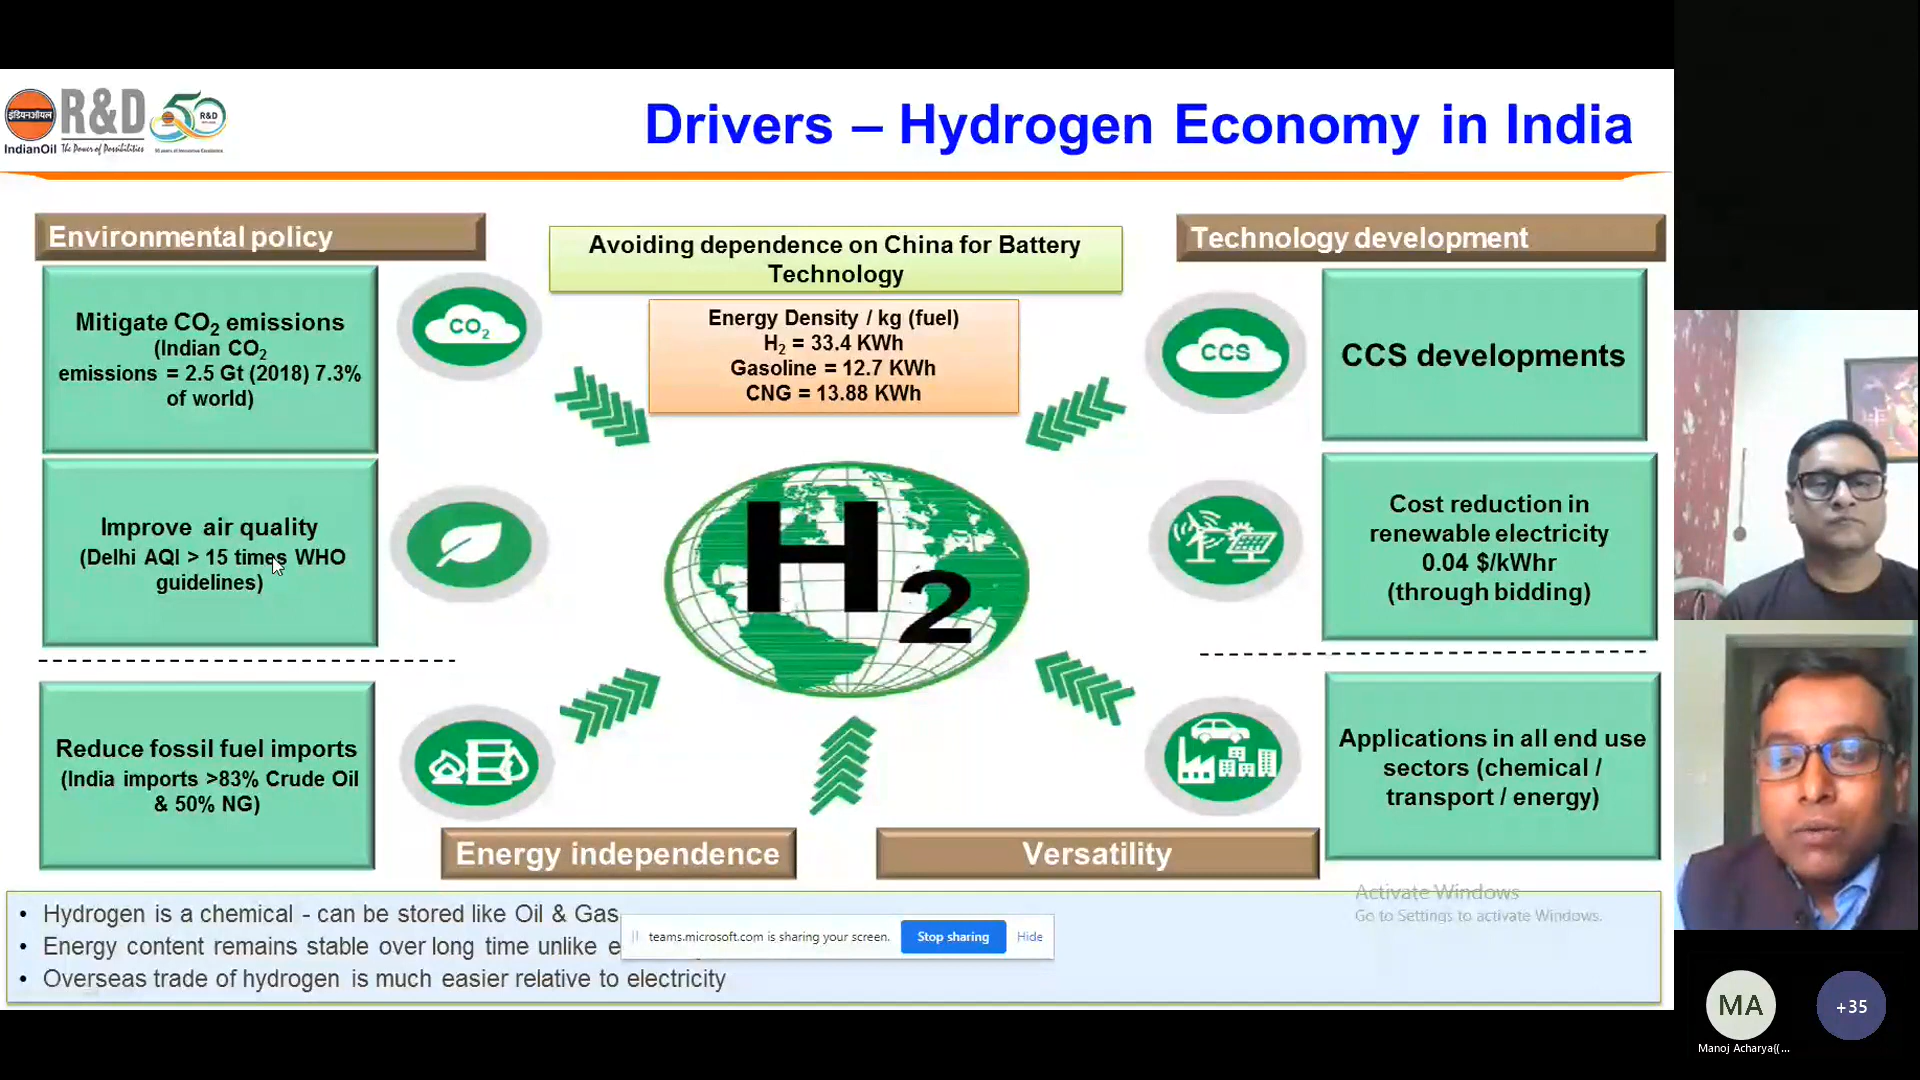 इंडियनऑयल
IndianOil
R&D
The Power of Possibilities
50
R&D
Drivers – Hydrogen Economy in India
Environmental policy
Mitigate CO₂ emissions
(Indian CO₂
emissions = 2.5 Gt (2018) 7.3%
of world)
CO₂
Improve air quality
(Delhi AQI > 15 times WHO
guidelines)
Reduce fossil fuel imports
(India imports >83% Crude Oil
& 50% NG)
Energy independence
Avoiding dependence on China for Battery
Technology
Energy Density / kg (fuel)
H₂ = 33.4 KWh
Gasoline = 12.7 KWh
CNG = 13.88 KWh
H₂
Technology development
CCS
CCS developments
Cost reduction in
renewable electricity
0.04 $/kWhr
(through bidding)
Applications in all end use
sectors (chemical /
transport / energy)
Versatility
• Hydrogen is a chemical - can be stored like Oil & Gas
• Energy content remains stable over long time unlike
• Overseas trade of hydrogen is much easier relative to electricity
teams.microsoft.com is sharing your screen.
Stop sharing
Hide
Activate Windows
Go to Settings to activate Windows.
MA
Manoj Acharya((...
+35